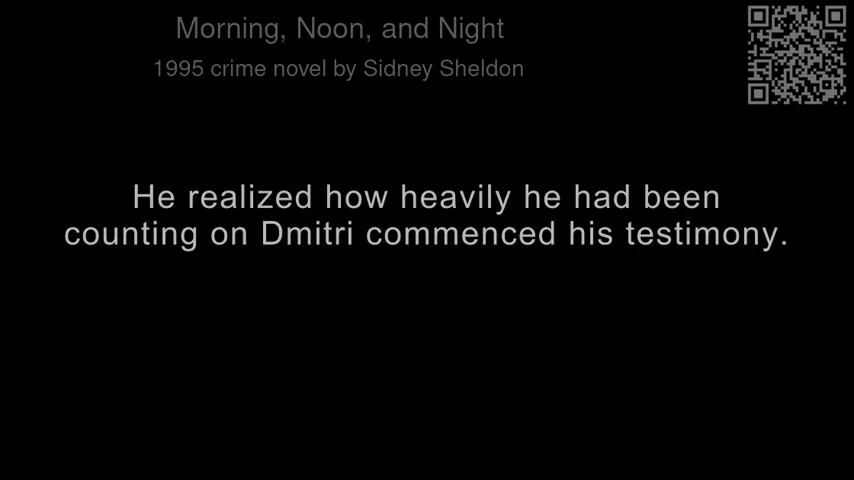 Morning, Noon, and Night
1995 crime novel by Sidney Sheldon
He realized how heavily he had been
counting on Dmitri commenced his testimony.